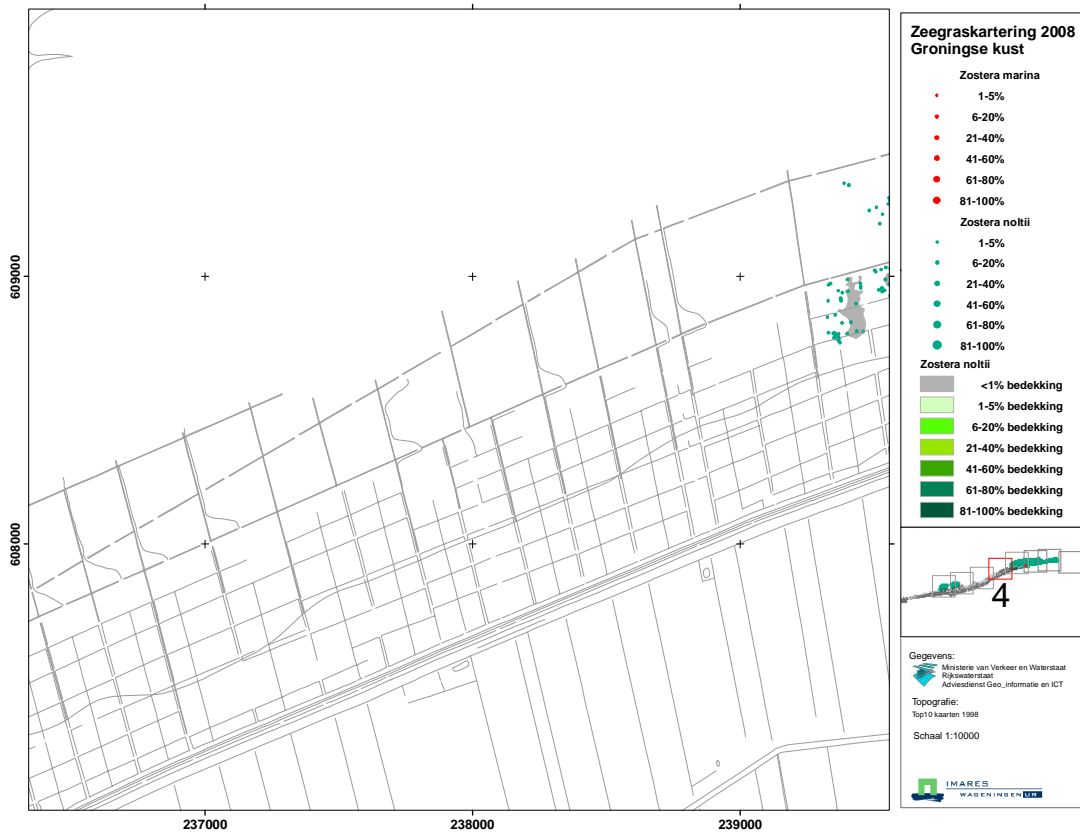 Zeegraskartering 2008
Groningse kust
Zostera marina
1-5%
6-20%
21-40%
41-60%
61-80%
81-100%
Zostera noltii
1-5%
6-20%
21-40%
41-60%
61-80%
81-100%
Zostera noltii
<1% bedekking
1-5% bedekking
6-20% bedekking
21-40% bedekking
41-60% bedekking
61-80% bedekking
81-100% bedekking
4
Gegevens:
Ministerie van Verkeer en Waterstaat
Rijkswaterstaat
Adviesdienst Geo_informatie en ICT
Topografie:
Top10 kaarten 1998
Schaal 1:10000
IMARES
WAGENINGEN UR
609000
608000
237000
238000
239000